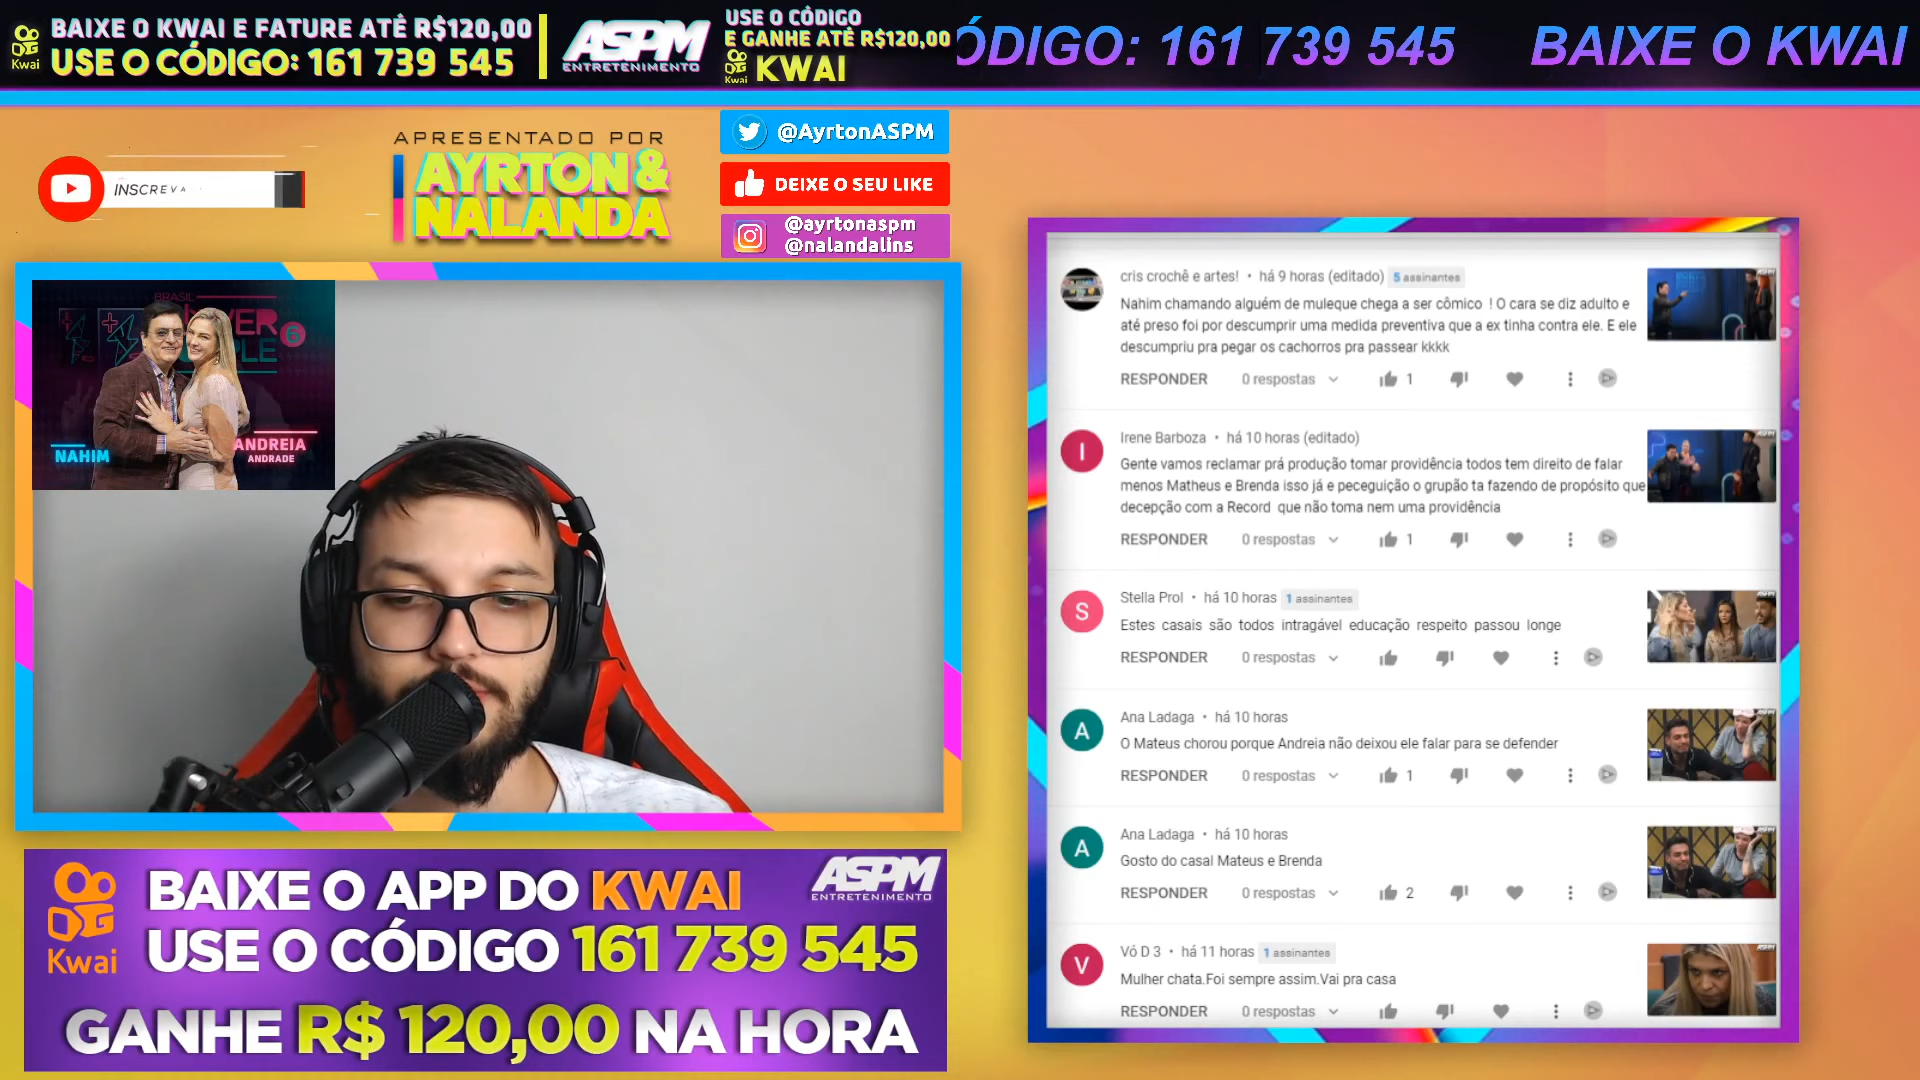 BAIXE O KWAI E FATURE ATÉ R$120,00
USE O CÓDIGO: 161 739 545
Kwai
ASPM
ENTRETENIMENTO
USE O CÓDIGO
E GANHE ATÉ R$120,00
Kwai
KWAI
ÓDIGO: 161 739 545 BAIXE O KWAI
INSCREVA
APRESENTADO POR
AYRTON &
NALANDA
@AyrtonASPM
DEIXE O SEU LIKE
@ayrtonaspm
@nalandalins
BRASIL
NAHIM
ANDREIA
ANDRADE
BAIXE O APP DO KWAI
USE O CÓDIGO 161 739 545
GANHE R$ 120,00 NA HORA
Kwai
ASPM
ENTRETENIMENTO
cris crochê e artes! • há 9 horas (editado) 5 assinantes
Nahim chamando alguém de muleque chega a ser cômico ! O cara se diz adulto e
até preso foi por descumprir uma medida preventiva que a ex tinha contra ele. E ele
descumpriu pra pegar os cachorros pra passear kkkk
RESPONDER 0 respostas 1
I
Irene Barboza • há 10 horas (editado)
Gente vamos reclamar prá produção tomar providência todos tem direito de falar
menos Matheus e Brenda isso já e peceguição o grupão ta fazendo de propósito que
decepção com a Record que não toma nem uma providência
RESPONDER 0 respostas 1
S
Stella Prol • há 10 horas 1 assinantes
Estes casais são todos intragável educação respeito passou longe
RESPONDER 0 respostas
A
Ana Ladaga • há 10 horas
O Mateus chorou porque Andreia não deixou ele falar para se defender
RESPONDER 0 respostas 1
A
Ana Ladaga • há 10 horas
Gosto do casal Mateus e Brenda
RESPONDER 0 respostas 2
V
Vó D 3 • há 11 horas 1 assinantes
Mulher chata.Foi sempre assim.Vai pra casa
RESPONDER 0 respostas